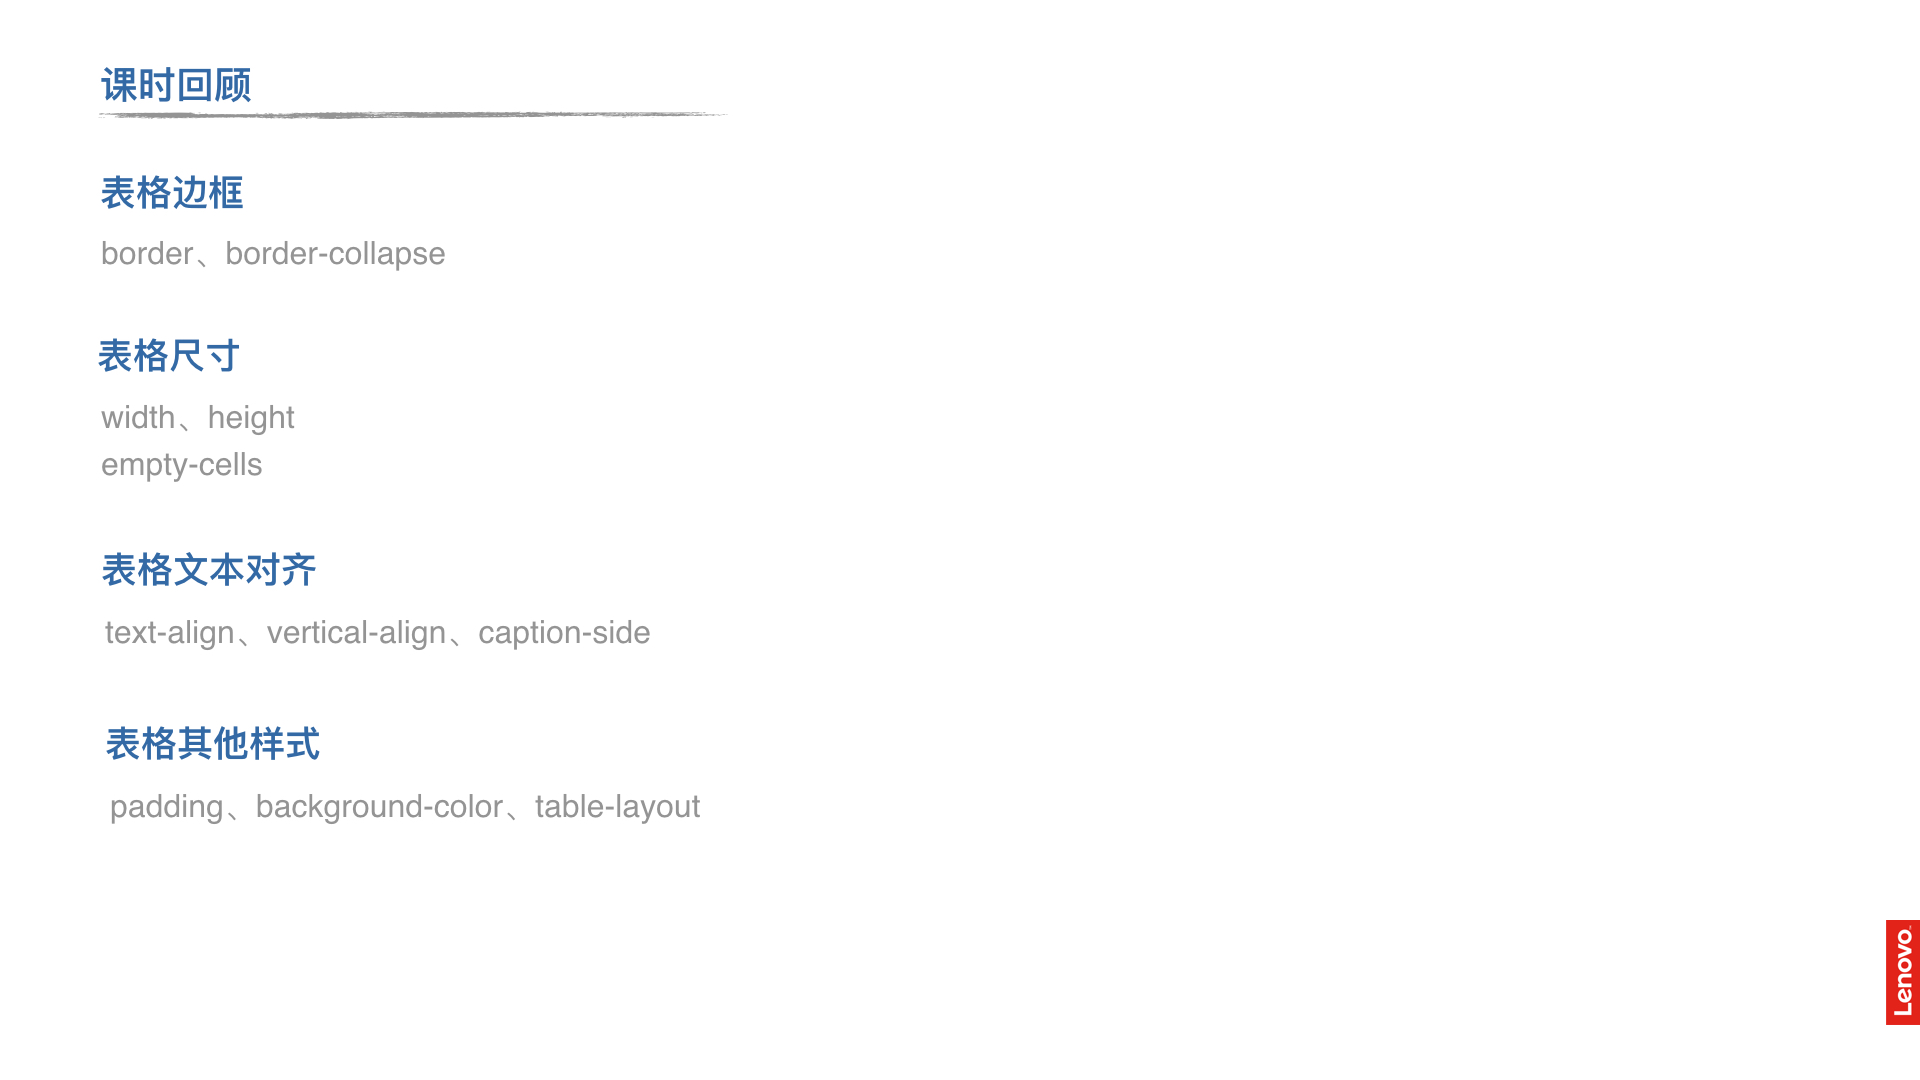 课时回顾
表格边框
border、border-collapse
表格尺寸
width、height
empty-cells
表格文本对齐
text-align、vertical-align、caption-side
表格其他样式
padding、background-color、table-layout
Lenovo